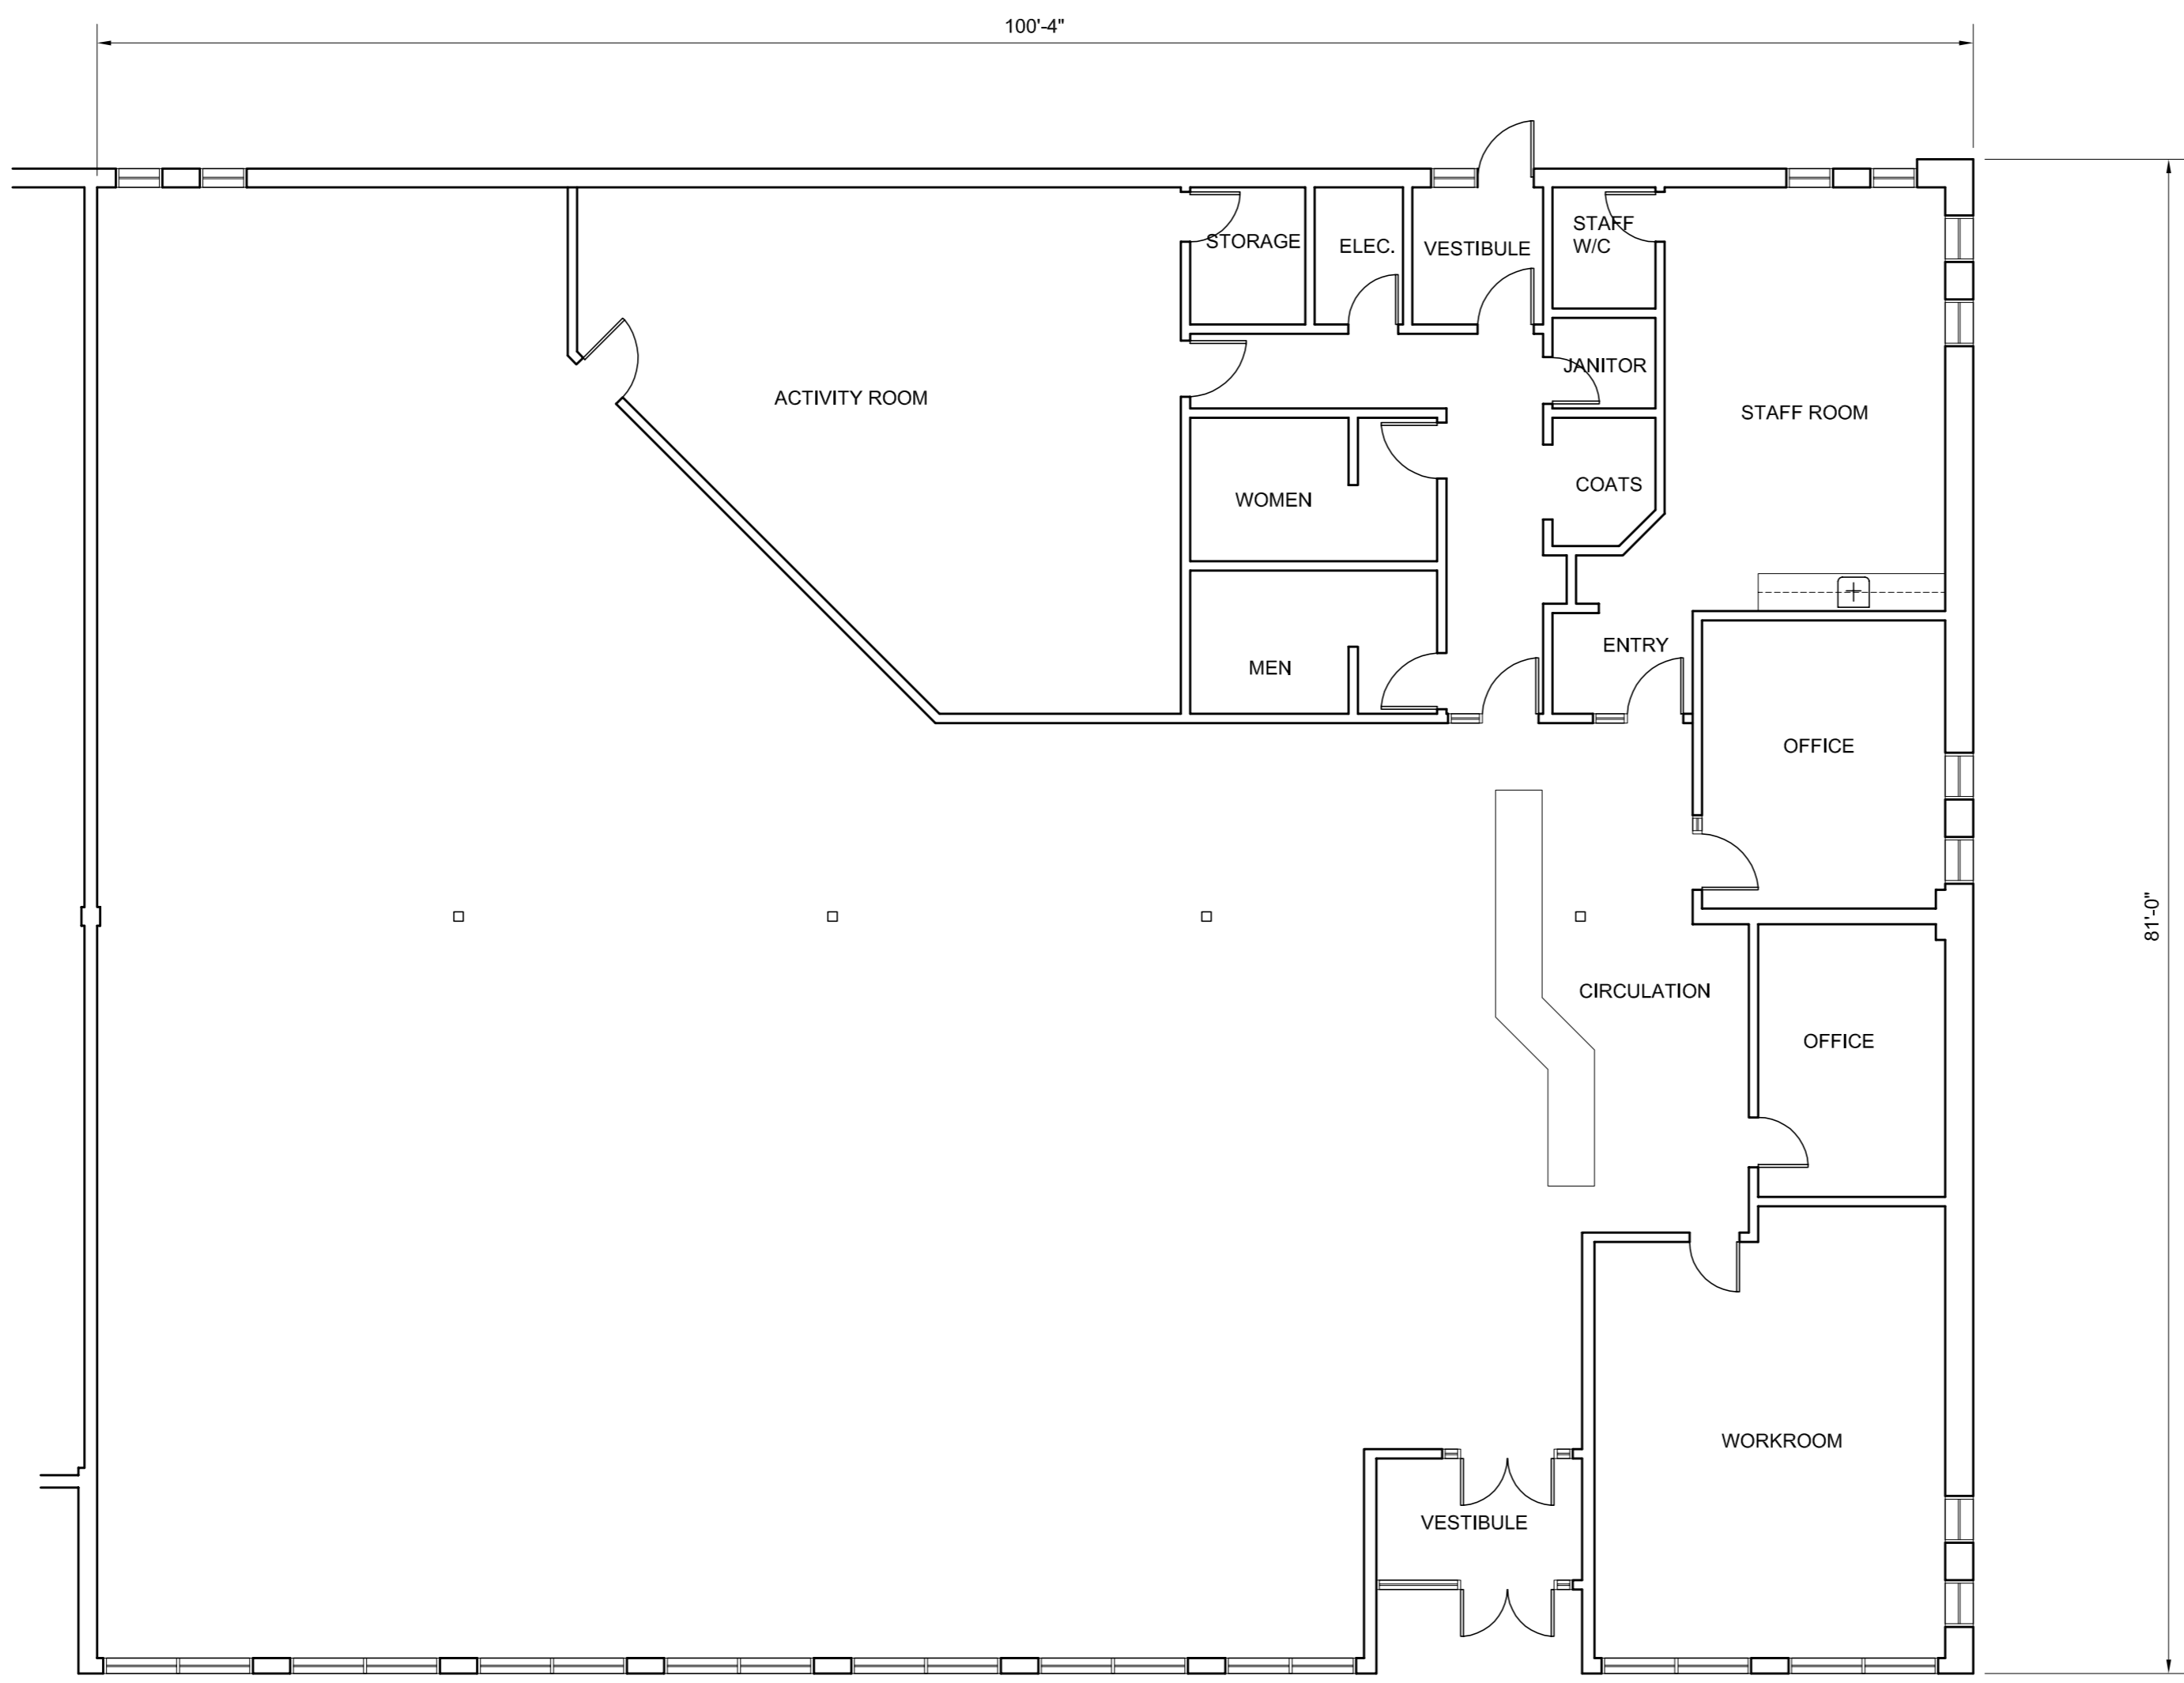 100'-4"
STORAGE
ELEC.
VESTIBULE
STAFF
W/C
JANITOR
ACTIVITY ROOM
STAFF ROOM
WOMEN
COATS
MEN
ENTRY
OFFICE
81'-0"
CIRCULATION
OFFICE
WORKROOM
VESTIBULE